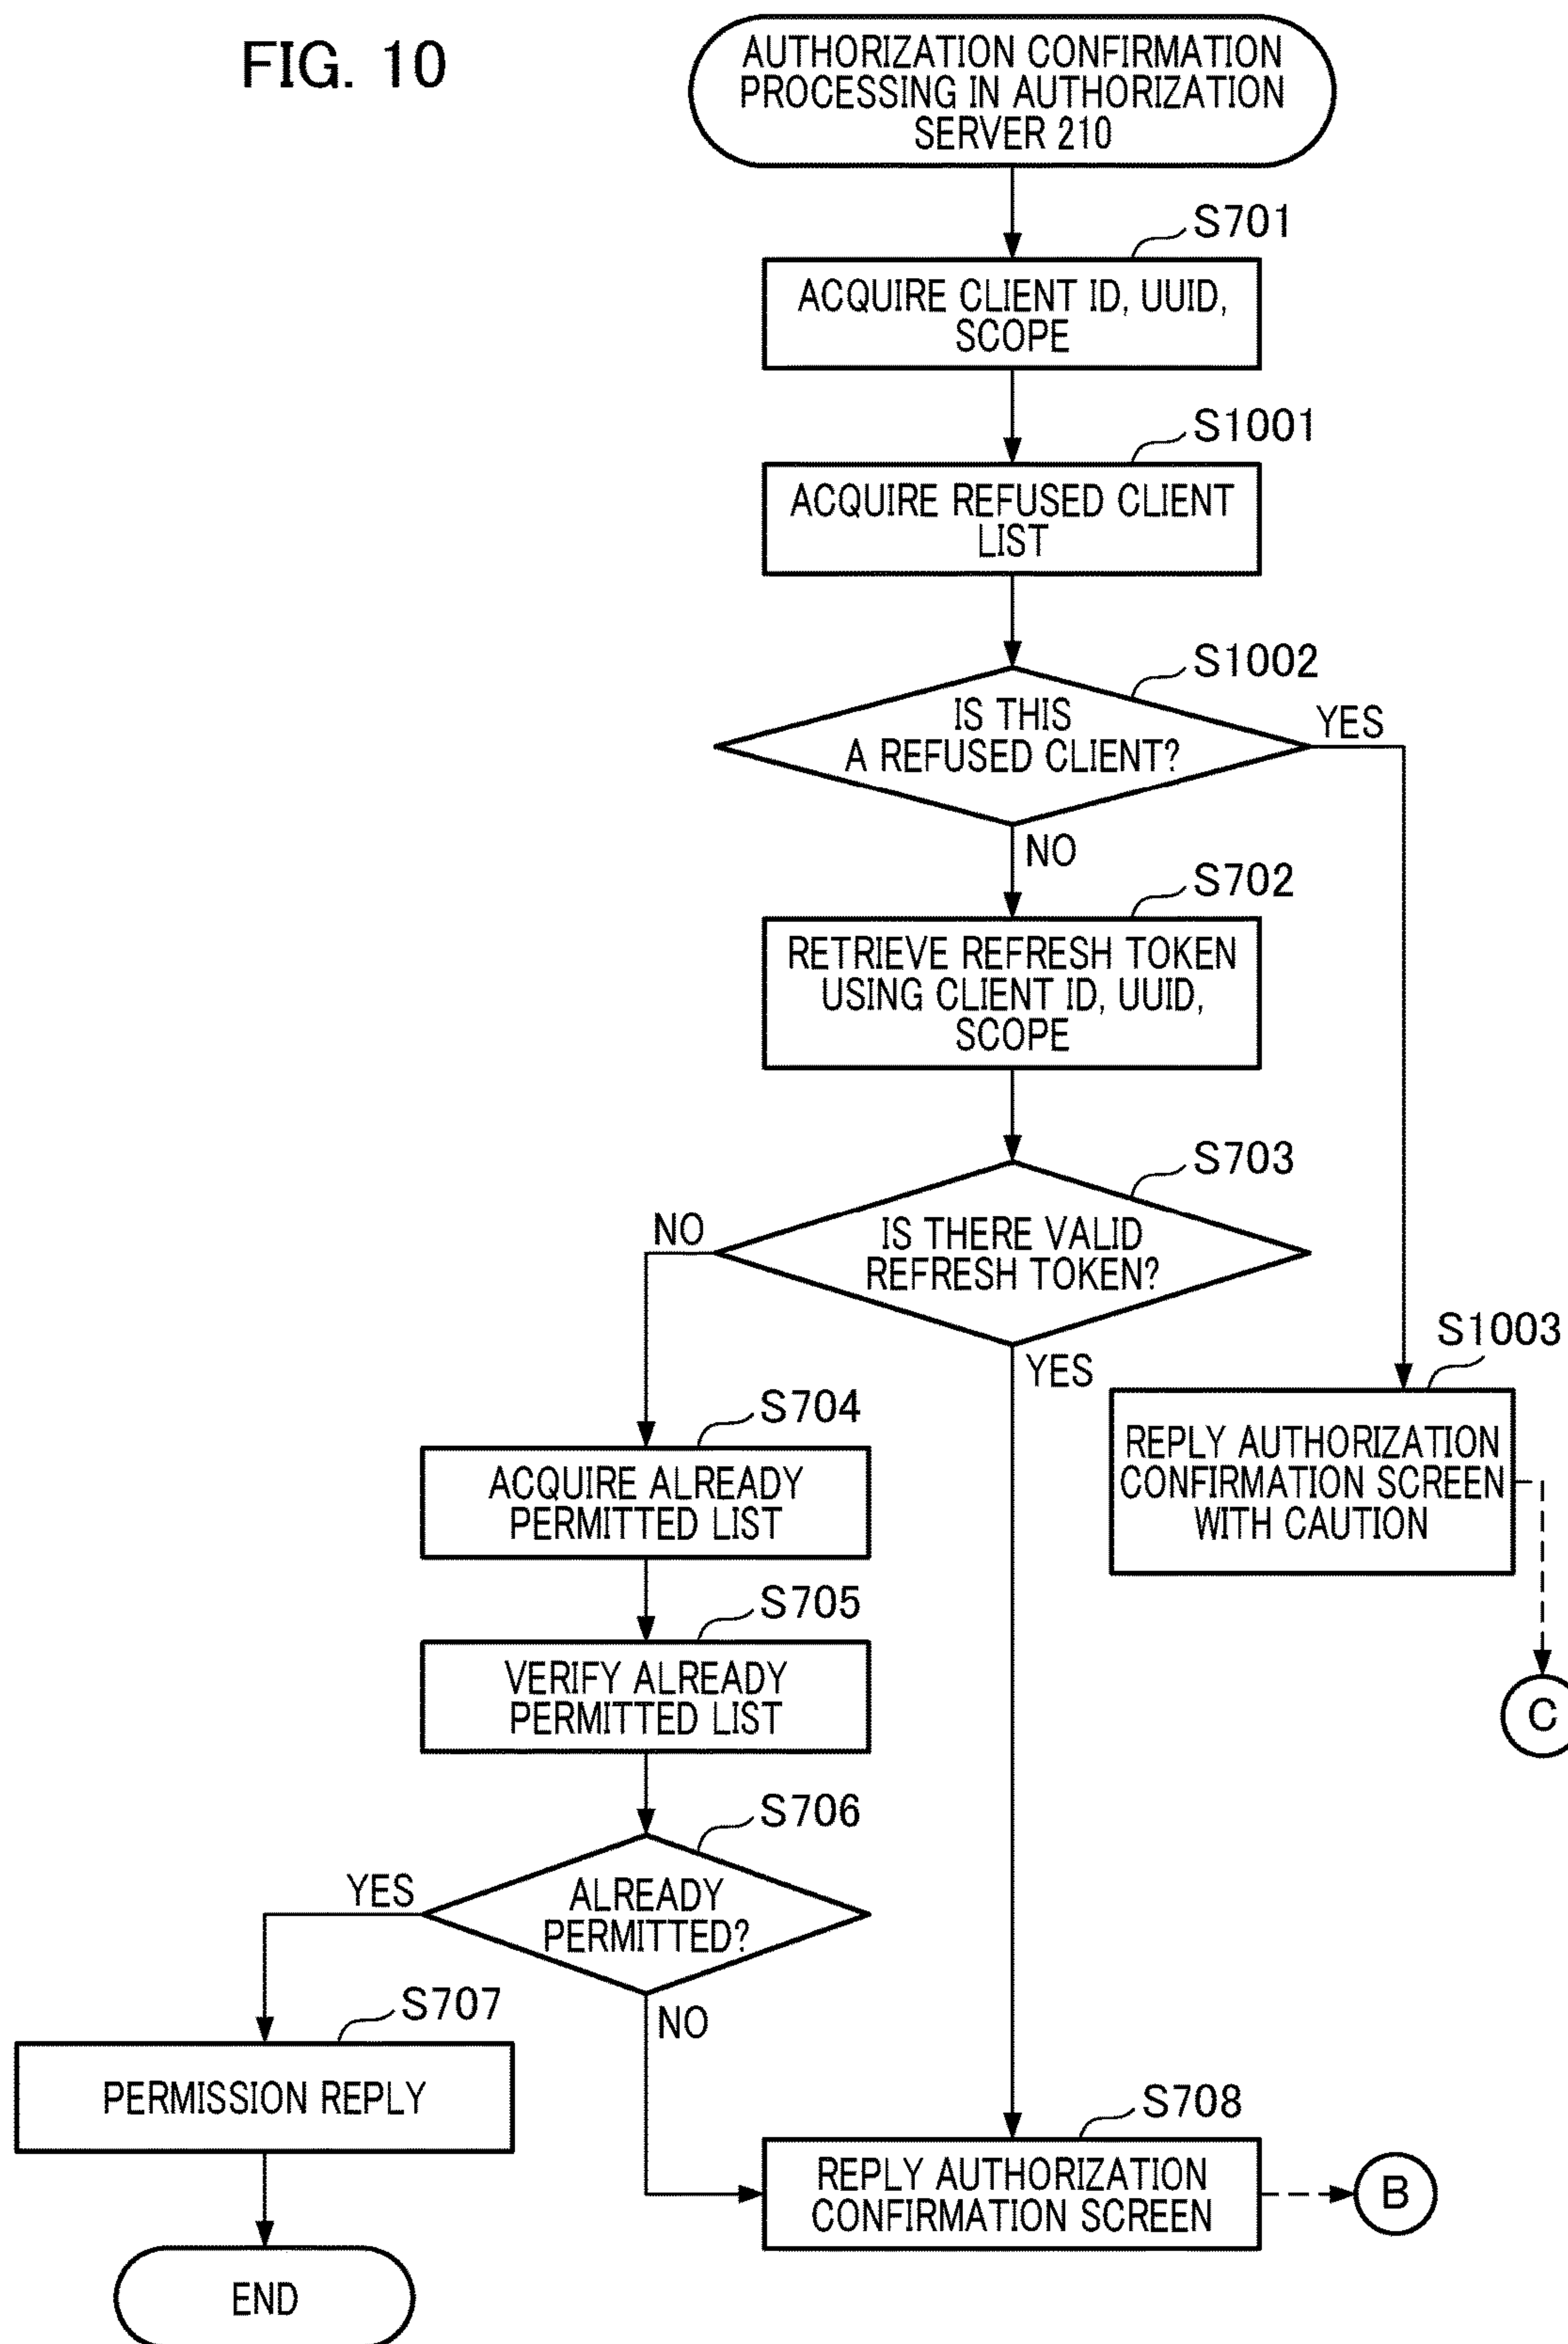 FIG. 10
AUTHORIZATION CONFIRMATION
PROCESSING IN AUTHORIZATION
SERVER 210
S701
ACQUIRE CLIENT ID, UUID,
SCOPE
S1001
ACQUIRE REFUSED CLIENT
LIST
S1002
IS THIS
A REFUSED CLIENT?
YES
NO
S702
RETRIEVE REFRESH TOKEN
USING CLIENT ID, UUID,
SCOPE
S703
IS THERE VALID
REFRESH TOKEN?
NO
YES
S1003
REPLY AUTHORIZATION
CONFIRMATION SCREEN
WITH CAUTION
C
S704
ACQUIRE ALREADY
PERMITTED LIST
S705
VERIFY ALREADY
PERMITTED LIST
S706
ALREADY
PERMITTED?
YES
NO
S707
PERMISSION REPLY
S708
REPLY AUTHORIZATION
CONFIRMATION SCREEN
B
END